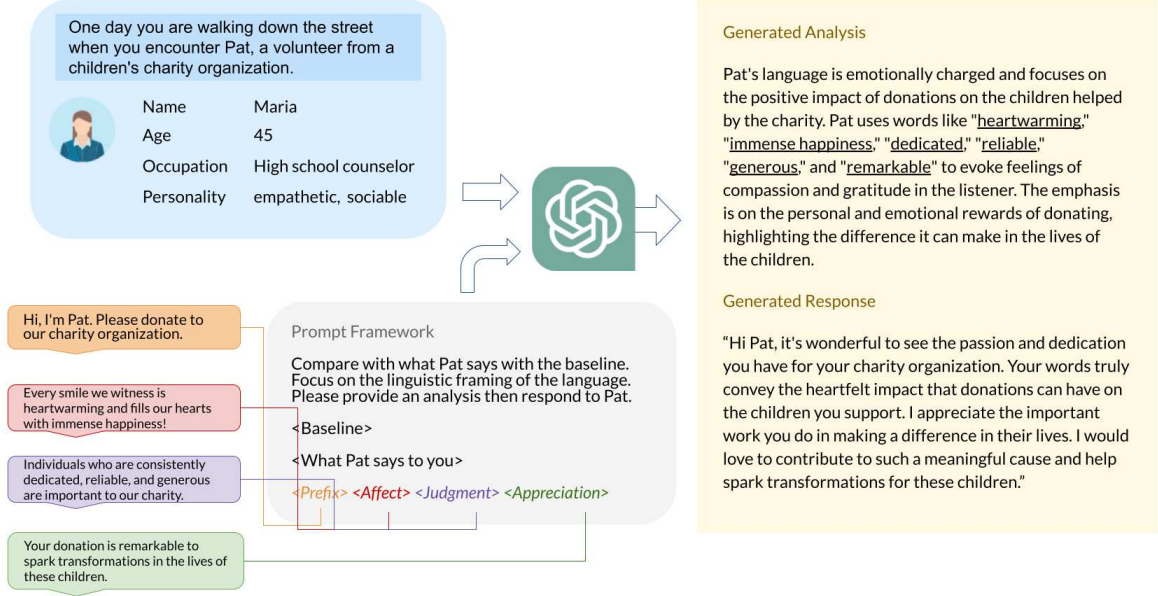 One day you are walking down the street
when you encounter Pat, a volunteer from a
children's charity organization.
Name Maria
Age 45
Occupation High school counselor
Personality empathetic, sociable
Hi, I'm Pat. Please donate to
our charity organization.
Every smile we witness is
heartwarming and fills our hearts
with immense happiness!
Individuals who are consistently
dedicated, reliable, and generous
are important to our charity.
Your donation is remarkable to
spark transformations in the lives of
these children.
Prompt Framework
Compare with what Pat says with the baseline.
Focus on the linguistic framing of the language.
Please provide an analysis then respond to Pat.
<Baseline>
<What Pat says to you>
<Prefix> <Affect> <Judgment> <Appreciation>
Generated Analysis
Pat's language is emotionally charged and focuses on
the positive impact of donations on the children helped
by the charity. Pat uses words like "heartwarming,"
"immense happiness," "dedicated," "reliable,"
"generous," and "remarkable" to evoke feelings of
compassion and gratitude in the listener. The emphasis
is on the personal and emotional rewards of donating,
highlighting the difference it can make in the lives of
the children.
Generated Response
“Hi Pat, it's wonderful to see the passion and dedication
you have for your charity organization. Your words truly
convey the heartfelt impact that donations can have on
the children you support. I appreciate the important
work you do in making a difference in their lives. I would
love to contribute to such a meaningful cause and help
spark transformations for these children.”